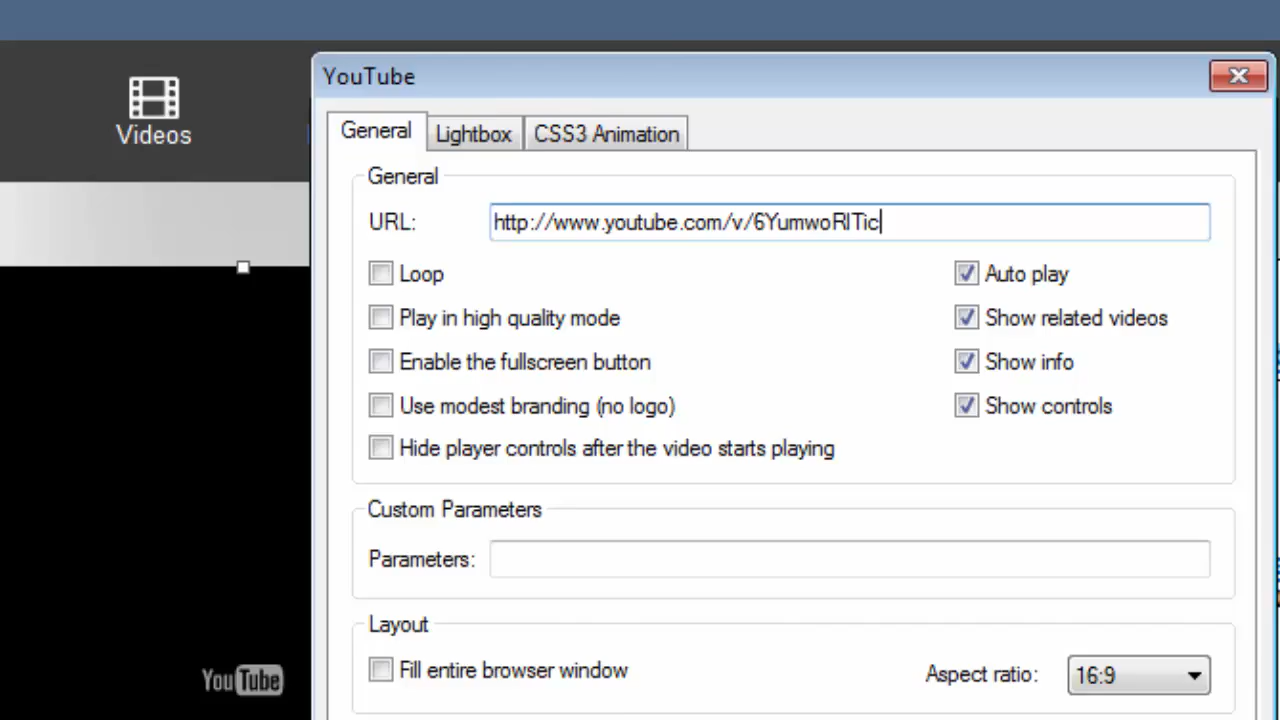 YouTube
Videos
General Lightbox CSS3 Animation
General
URL: http://www.youtube.com/v/6YumwoRlTic
Loop Auto play
Play in high quality mode Show related videos
Enable the fullscreen button Show info
Use modest branding (no logo) Show controls
Hide player controls after the video starts playing
Custom Parameters
Parameters:
Layout
Fill entire browser window Aspect ratio: 16:9
YouTube